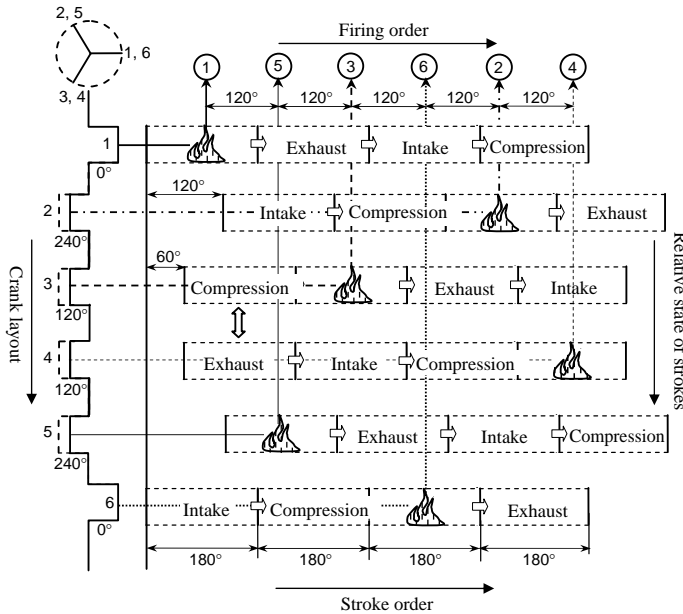 2, 5
1, 6
3, 4
Firing order
1 5 3 6 2 4
120° 120° 120° 120° 120°
1 Exhaust Intake Compression
0°
120°
2 Intake Compression Exhaust
240°
60°
3 Compression Exhaust Intake
120°
4 Exhaust Intake Compression
120°
5 Exhaust Intake Compression
240°
6 Intake Compression Exhaust
0°
180° 180° 180° 180°
Stroke order
Crank layout
Relative state of strokes